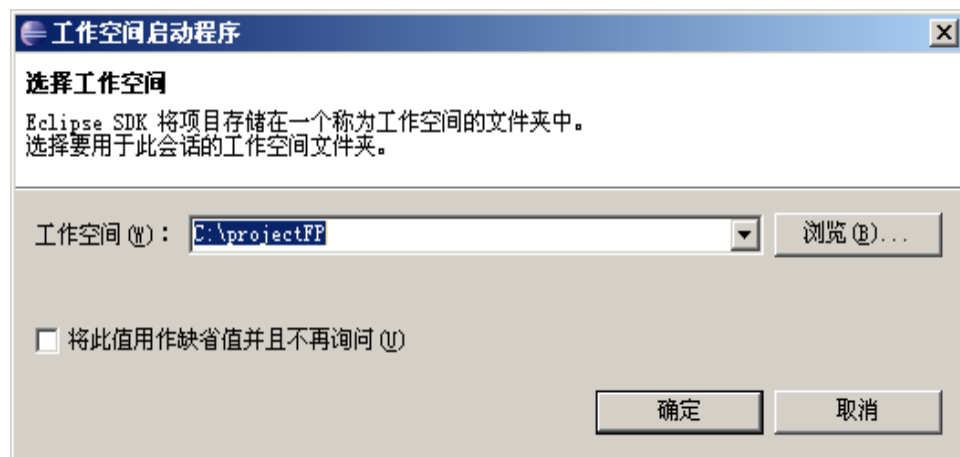 工作空间启动程序
选择工作空间
Eclipse SDK 将项目存储在一个称为工作空间的文件夹中。
选择要用于此会话的工作空间文件夹。
工作空间(W)： C:\projectFP 浏览(B)...
将此值用作缺省值并且不再询问(U)
确定 取消